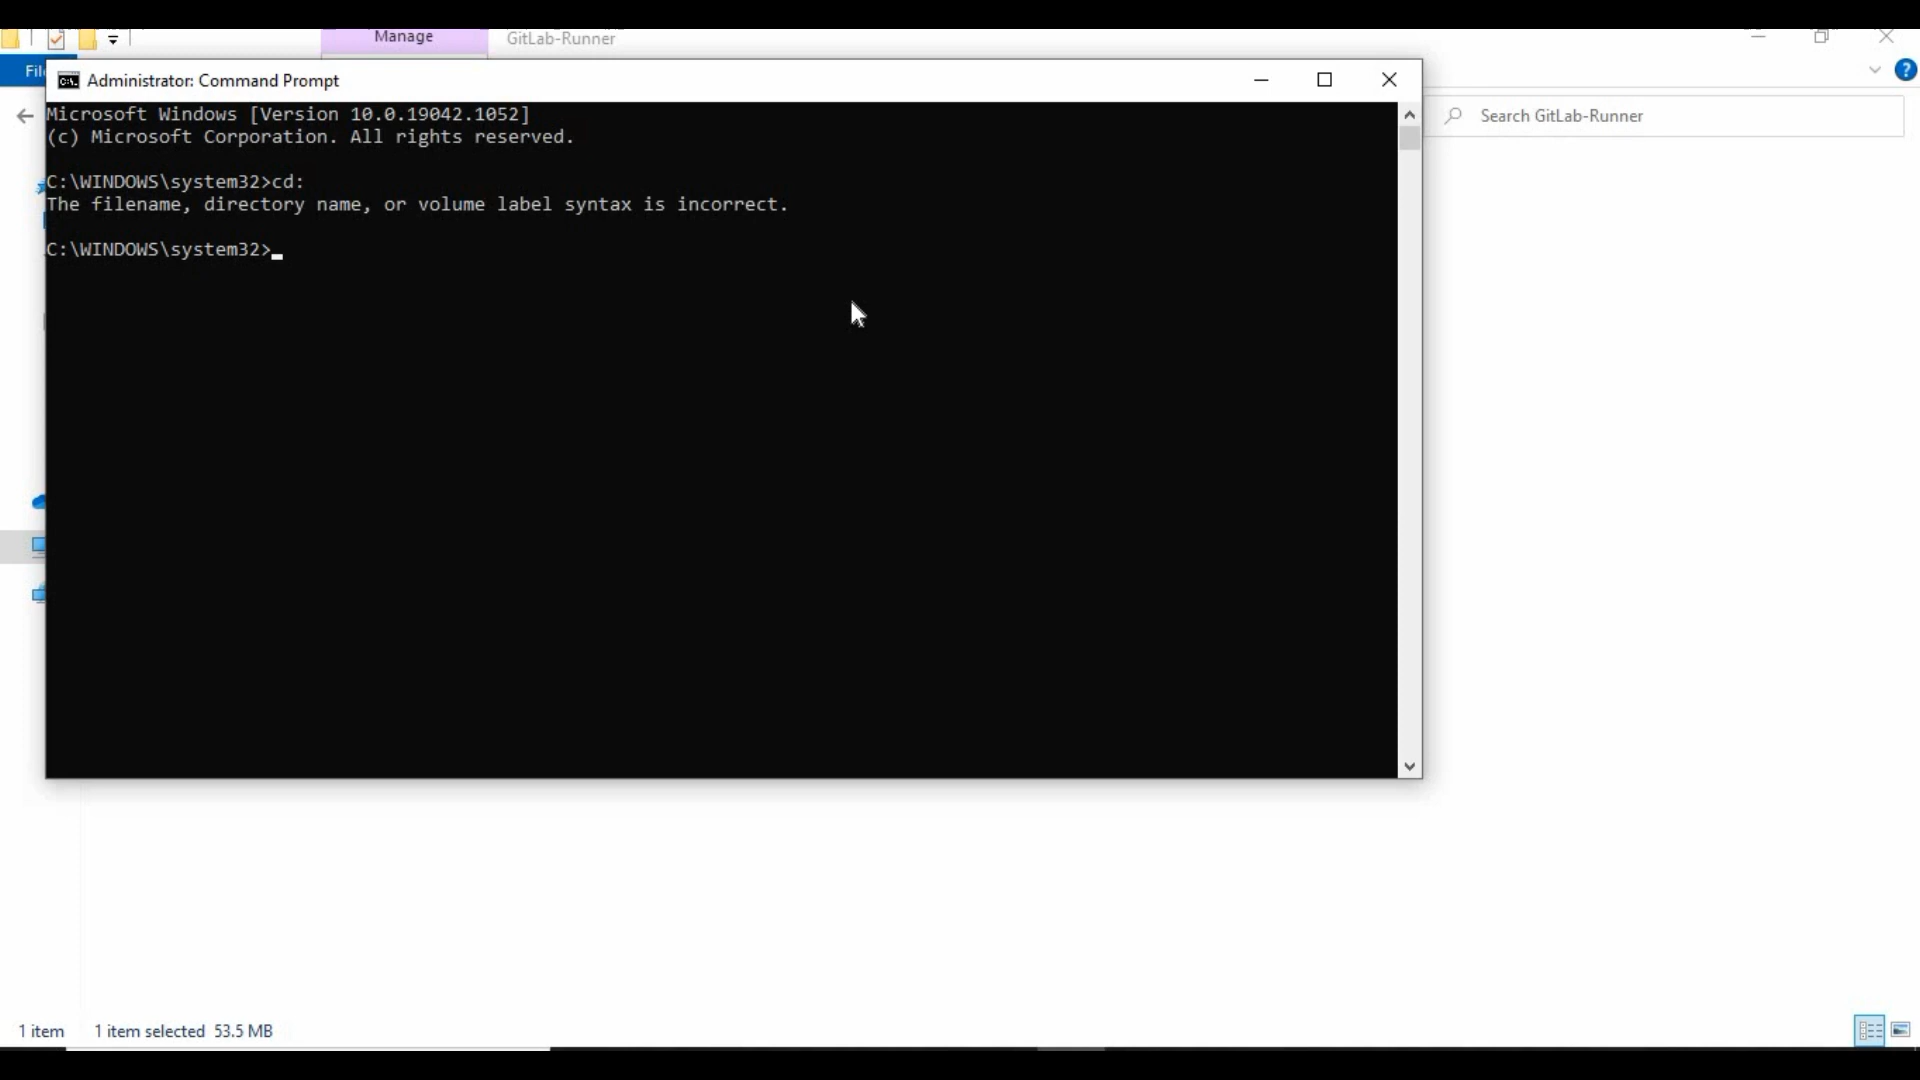 Manage
GitLab-Runner
Administrator: Command Prompt
Microsoft Windows [Version 10.0.19042.1052]
(c) Microsoft Corporation. All rights reserved.
C:\WINDOWS\system32>cd:
The filename, directory name, or volume label syntax is incorrect.
C:\WINDOWS\system32>
Search GitLab-Runner
1 item
1 item selected 53.5 MB